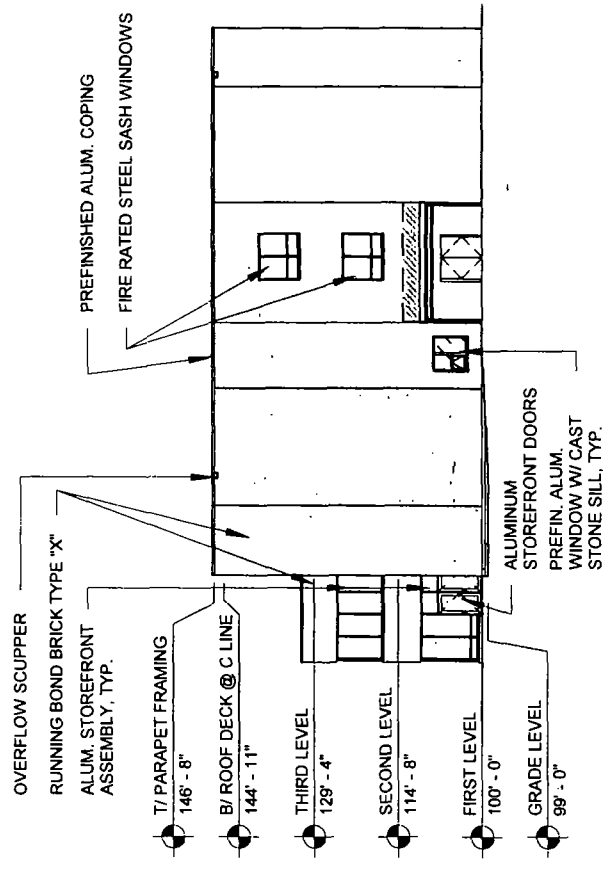 OVERFLOW SCUPPER
RUNNING BOND BRICK TYPE "X"
ALUM. STOREFRONT
ASSEMBLY, TYP.
PREFINISHED ALUM. COPING
FIRE RATED STEEL SASH WINDOWS
T/ PARAPET FRAMING
146' - 8"
B/ ROOF DECK @ C LINE
144' - 11"
THIRD LEVEL
129' - 4"
SECOND LEVEL
114' - 8"
FIRST LEVEL
100' - 0"
GRADE LEVEL
99' - 0"
ALUMINUM
STOREFRONT DOORS
PREFIN. ALUM.
WINDOW W/ CAST
STONE SILL, TYP.